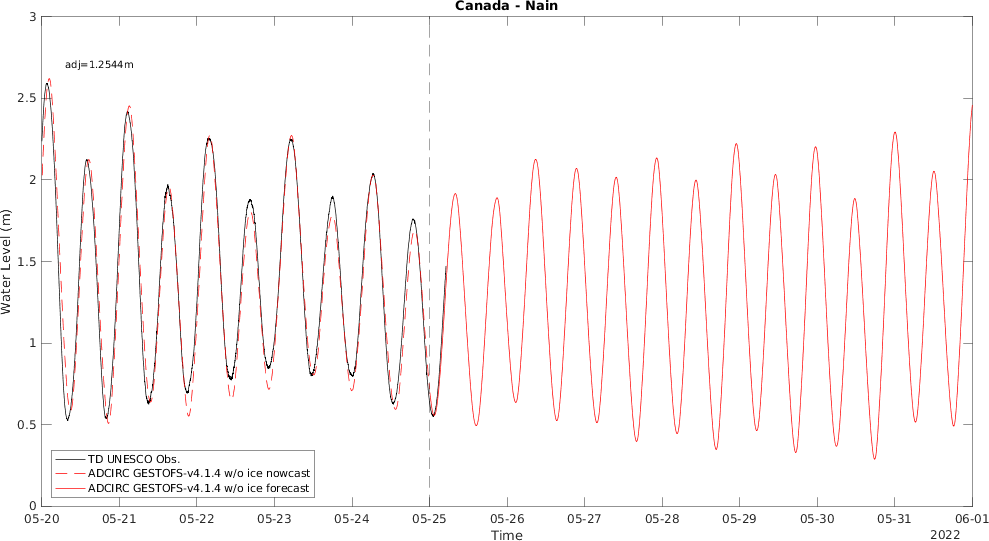 Canada - Nain
adj=1.2544m
Water Level (m)
3
2.5
2
1.5
1
0.5
0
TD UNESCO Obs.
ADCIRC GESTOFS-v4.1.4 w/o ice nowcast
ADCIRC GESTOFS-v4.1.4 w/o ice forecast
05-20 05-21 05-22 05-23 05-24 05-25 05-26 05-27 05-28 05-29 05-30 05-31 06-01
Time
2022